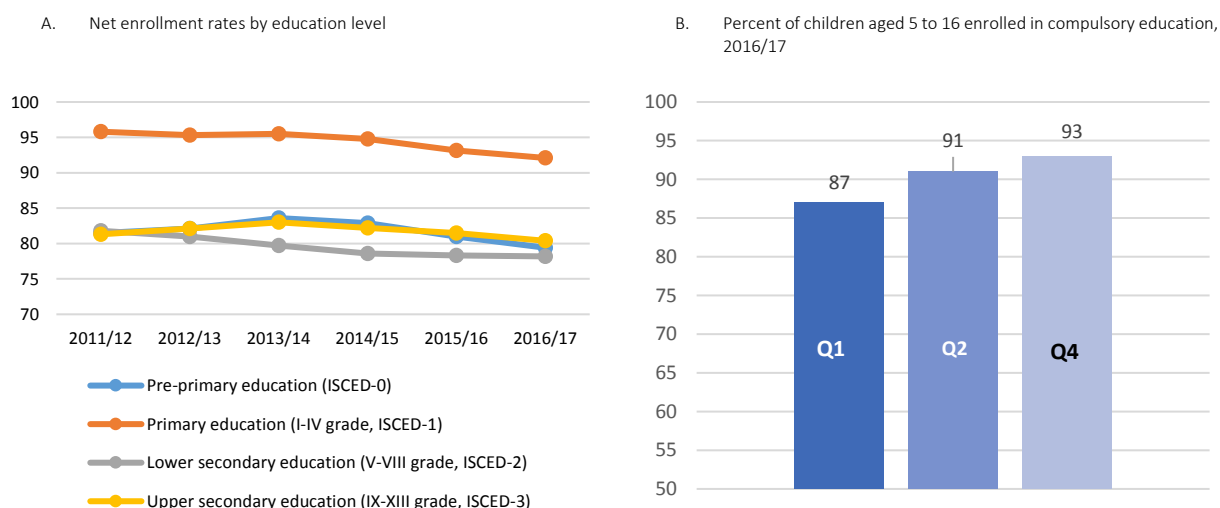 A. Net enrollment rates by education level
100
95
90
85
80
75
70
2011/12 2012/13 2013/14 2014/15 2015/16 2016/17
Pre-primary education (ISCED-0)
Primary education (I-IV grade, ISCED-1)
Lower secondary education (V-VIII grade, ISCED-2)
Upper secondary education (IX-XIII grade, ISCED-3)
B. Percent of children aged 5 to 16 enrolled in compulsory education,
2016/17
100
95
90
85
80
75
70
65
60
55
50
87
91
93
Q1
Q2
Q4